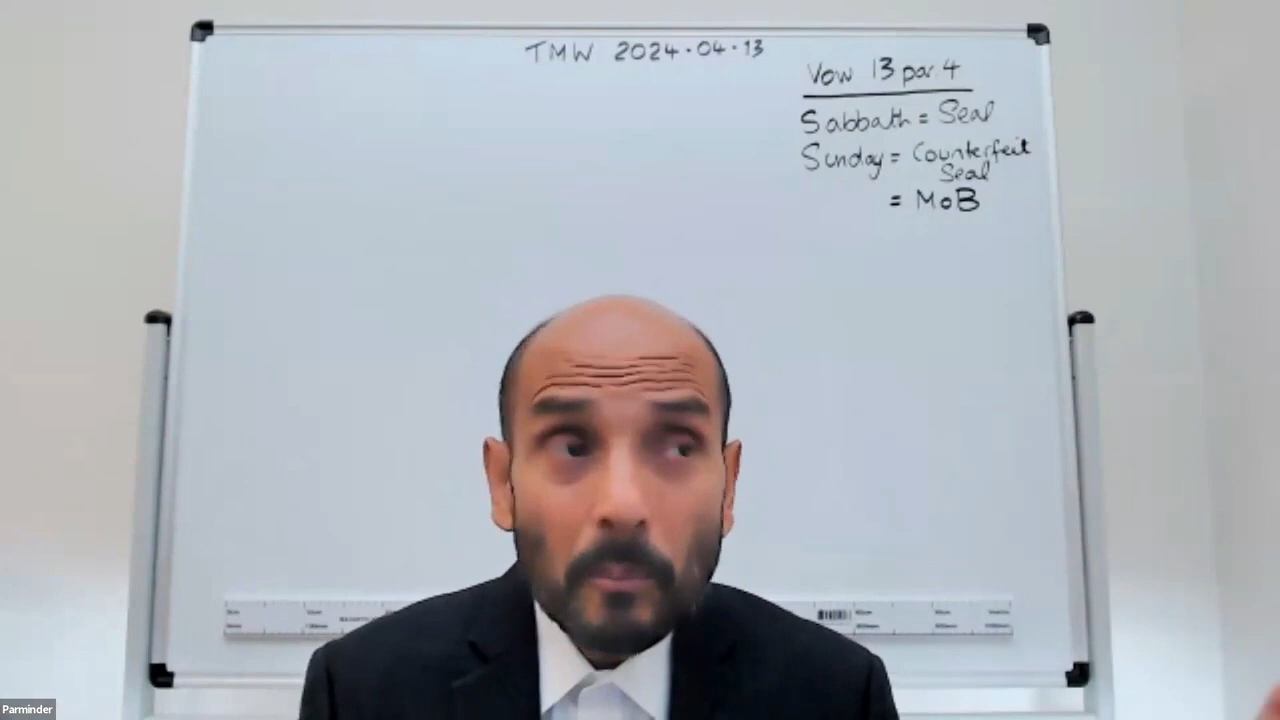 TMW 2024.04.13
Vow 13 par. 4
Sabbath = Seal
Sunday = Counterfeit
Seal
= MoB
Parminder